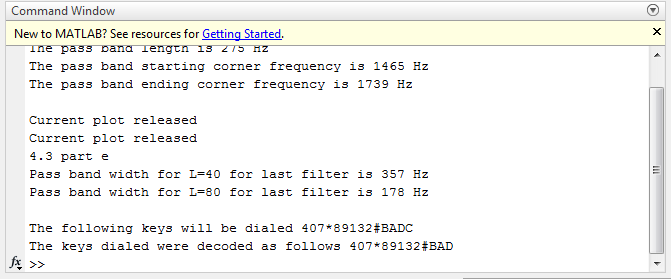 Command Window
New to MATLAB? See resources for Getting Started.
The pass band length is 275 Hz
The pass band starting corner frequency is 1465 Hz
The pass band ending corner frequency is 1739 Hz
Current plot released
Current plot released
4.3 part e
Pass band width for L=40 for last filter is 357 Hz
Pass band width for L=80 for last filter is 178 Hz
The following keys will be dialed 407*89132#BADC
The keys dialed were decoded as follows 407*89132#BAD
fx >>